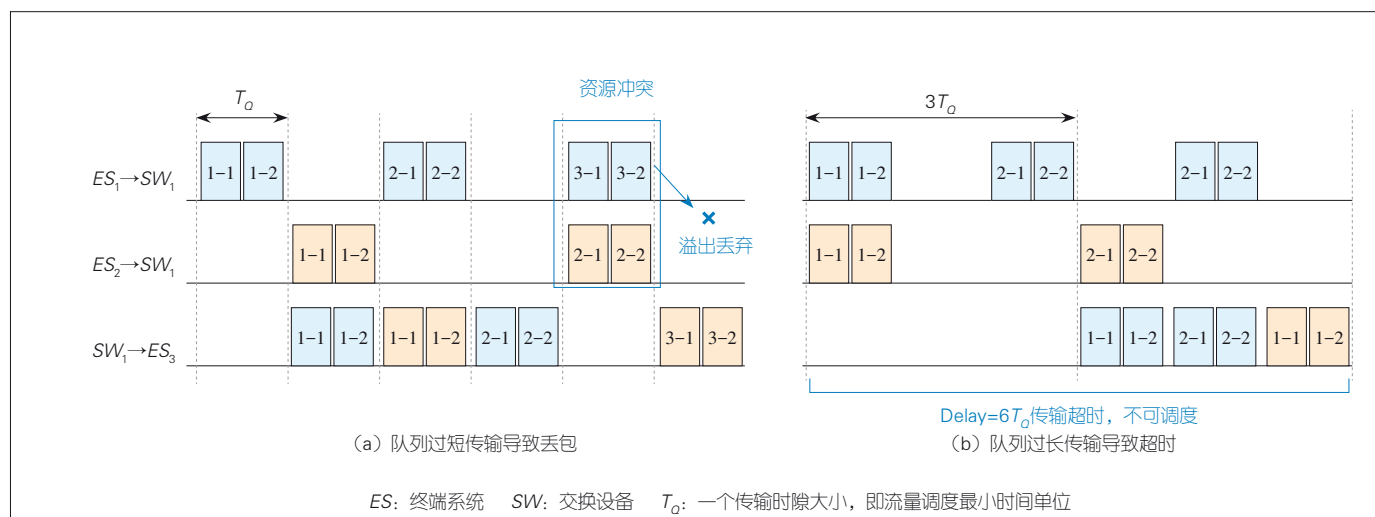 资源冲突
T_Q
3T_Q
ES₁→SW₁
1-1 1-2 2-1 2-2 3-1 3-2
1-1 1-2 2-1 2-2 2-1 2-2
溢出丢弃
ES₂→SW₁
1-1 1-2 2-1 2-2
1-1 1-2 2-1 2-2
SW₁→ES₃
1-1 1-2 1-1 1-2 2-1 2-2 3-1 3-2
1-1 1-2 2-1 2-2 1-1 1-2
Delay=6T_Q传输超时，不可调度
（a）队列过短传输导致丢包
（b）队列过长传输导致超时
ES：终端系统 SW：交换设备 T_Q：一个传输时隙大小，即流量调度最小时间单位